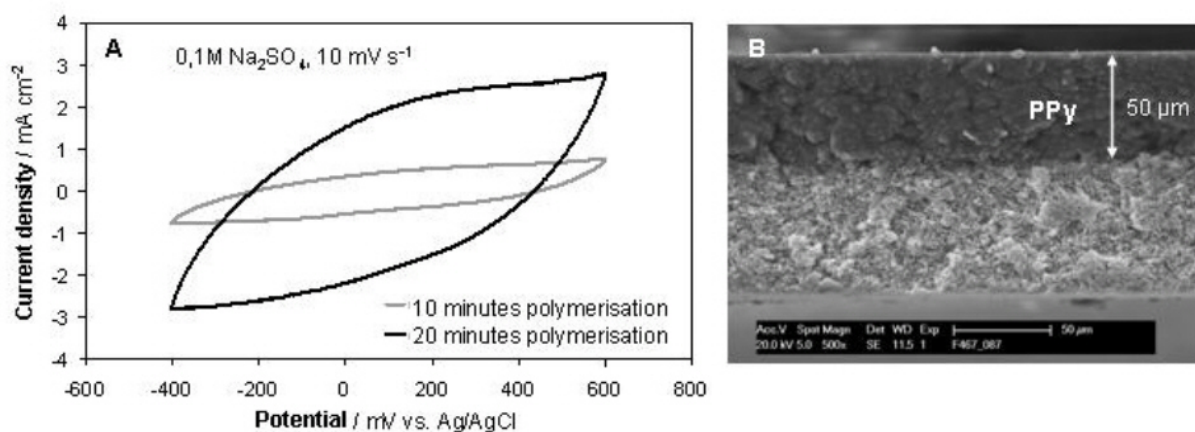 A
0,1M Na₂SO₄, 10 mV s⁻¹
Current density / mA cm⁻²
4
3
2
1
0
-1
-2
-3
-4
10 minutes polymerisation
20 minutes polymerisation
-600 -400 -200 0 200 400 600 800
Potential / mV vs. Ag/AgCl
B
PPy
50 µm
Acc.V Spot Magn Det WD Exp 50 µm
20.0 kV 5.0 500x SE 11.5 1 F467_087